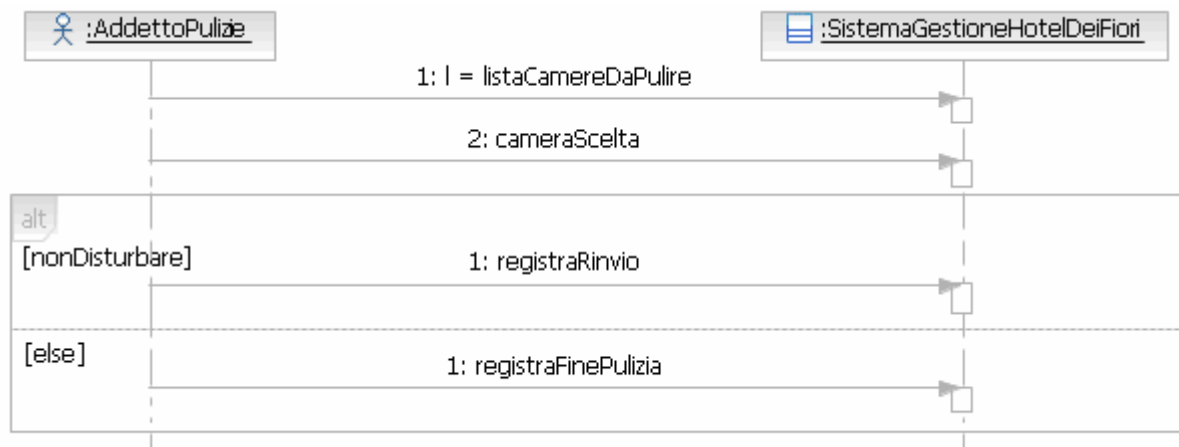 :AddettoPulizie
:SistemaGestioneHotelDeiFiori
1: l = listaCamereDaPulire
2: cameraScelta
alt
[nonDisturbare]
1: registraRinvio
[else]
1: registraFinePulizia